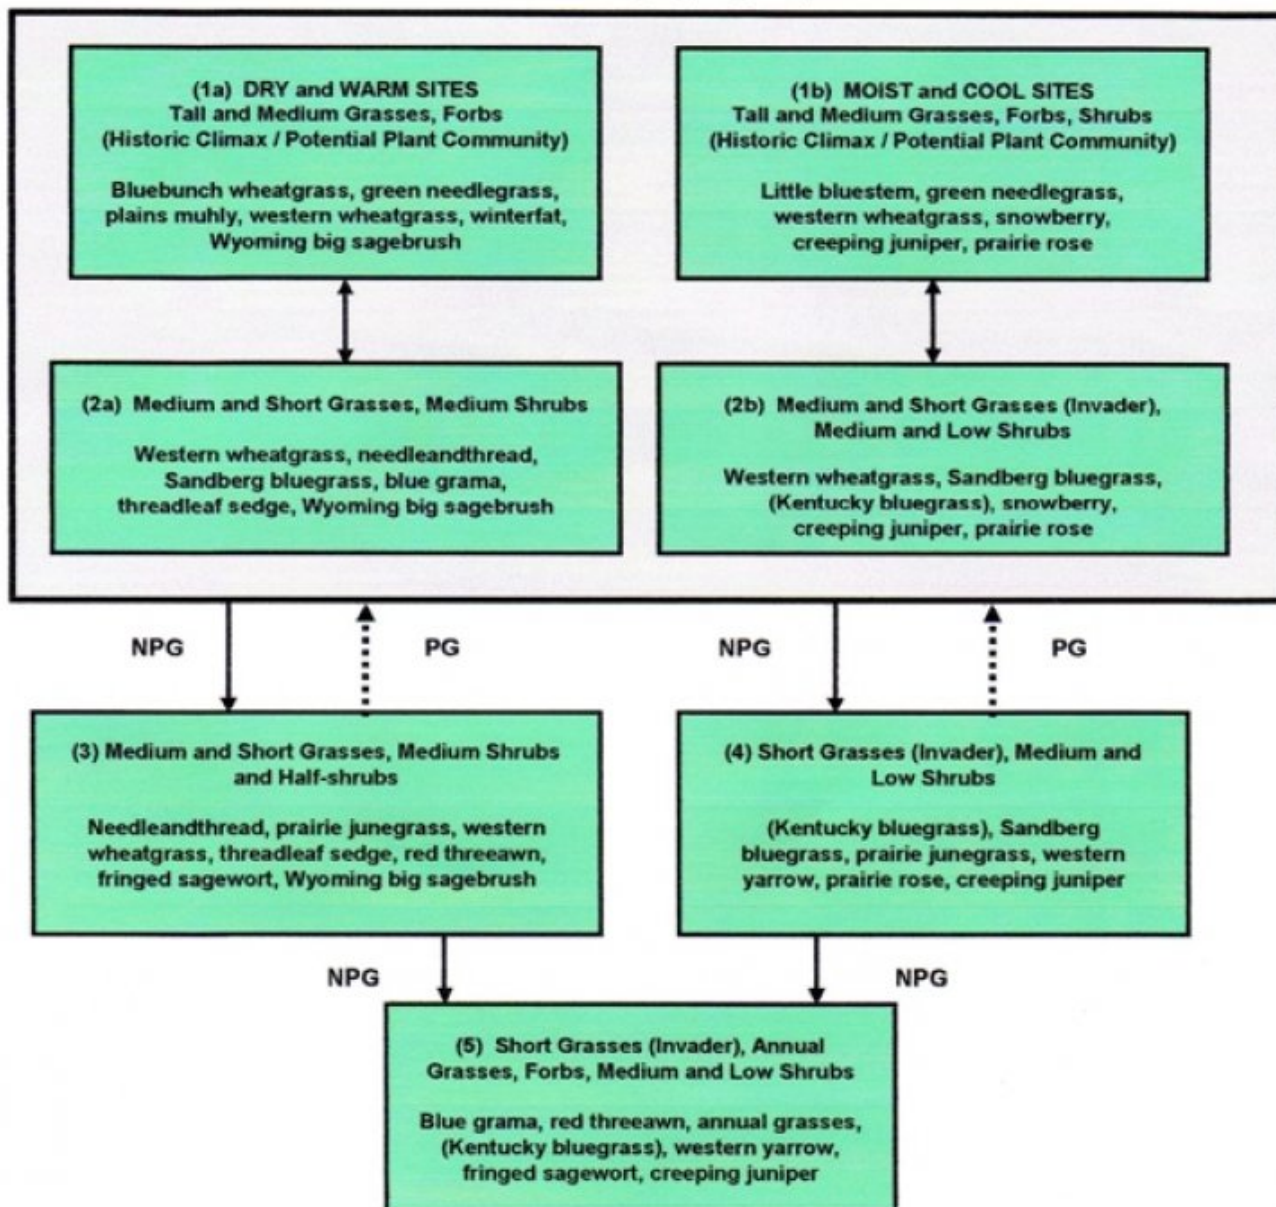 (1a) DRY and WARM SITES
Tall and Medium Grasses, Forbs
(Historic Climax / Potential Plant Community)
Bluebunch wheatgrass, green needlegrass,
plains muhly, western wheatgrass, winterfat,
Wyoming big sagebrush
(1b) MOIST and COOL SITES
Tall and Medium Grasses, Forbs, Shrubs
(Historic Climax / Potential Plant Community)
Little bluestem, green needlegrass,
western wheatgrass, snowberry,
creeping juniper, prairie rose
(2a) Medium and Short Grasses, Medium Shrubs
Western wheatgrass, needleandthread,
Sandberg bluegrass, blue grama,
threadleaf sedge, Wyoming big sagebrush
(2b) Medium and Short Grasses (Invader),
Medium and Low Shrubs
Western wheatgrass, Sandberg bluegrass,
(Kentucky bluegrass), snowberry,
creeping juniper, prairie rose
NPG
PG
NPG
PG
(3) Medium and Short Grasses, Medium Shrubs
and Half-shrubs
Needleandthread, prairie junegrass, western
wheatgrass, threadleaf sedge, red threeawn,
fringed sagewort, Wyoming big sagebrush
(4) Short Grasses (Invader), Medium and
Low Shrubs
(Kentucky bluegrass), Sandberg
bluegrass, prairie junegrass, western
yarrow, prairie rose, creeping juniper
NPG
NPG
(5) Short Grasses (Invader), Annual
Grasses, Forbs, Medium and Low Shrubs
Blue grama, red threeawn, annual grasses,
(Kentucky bluegrass), western yarrow,
fringed sagewort, creeping juniper